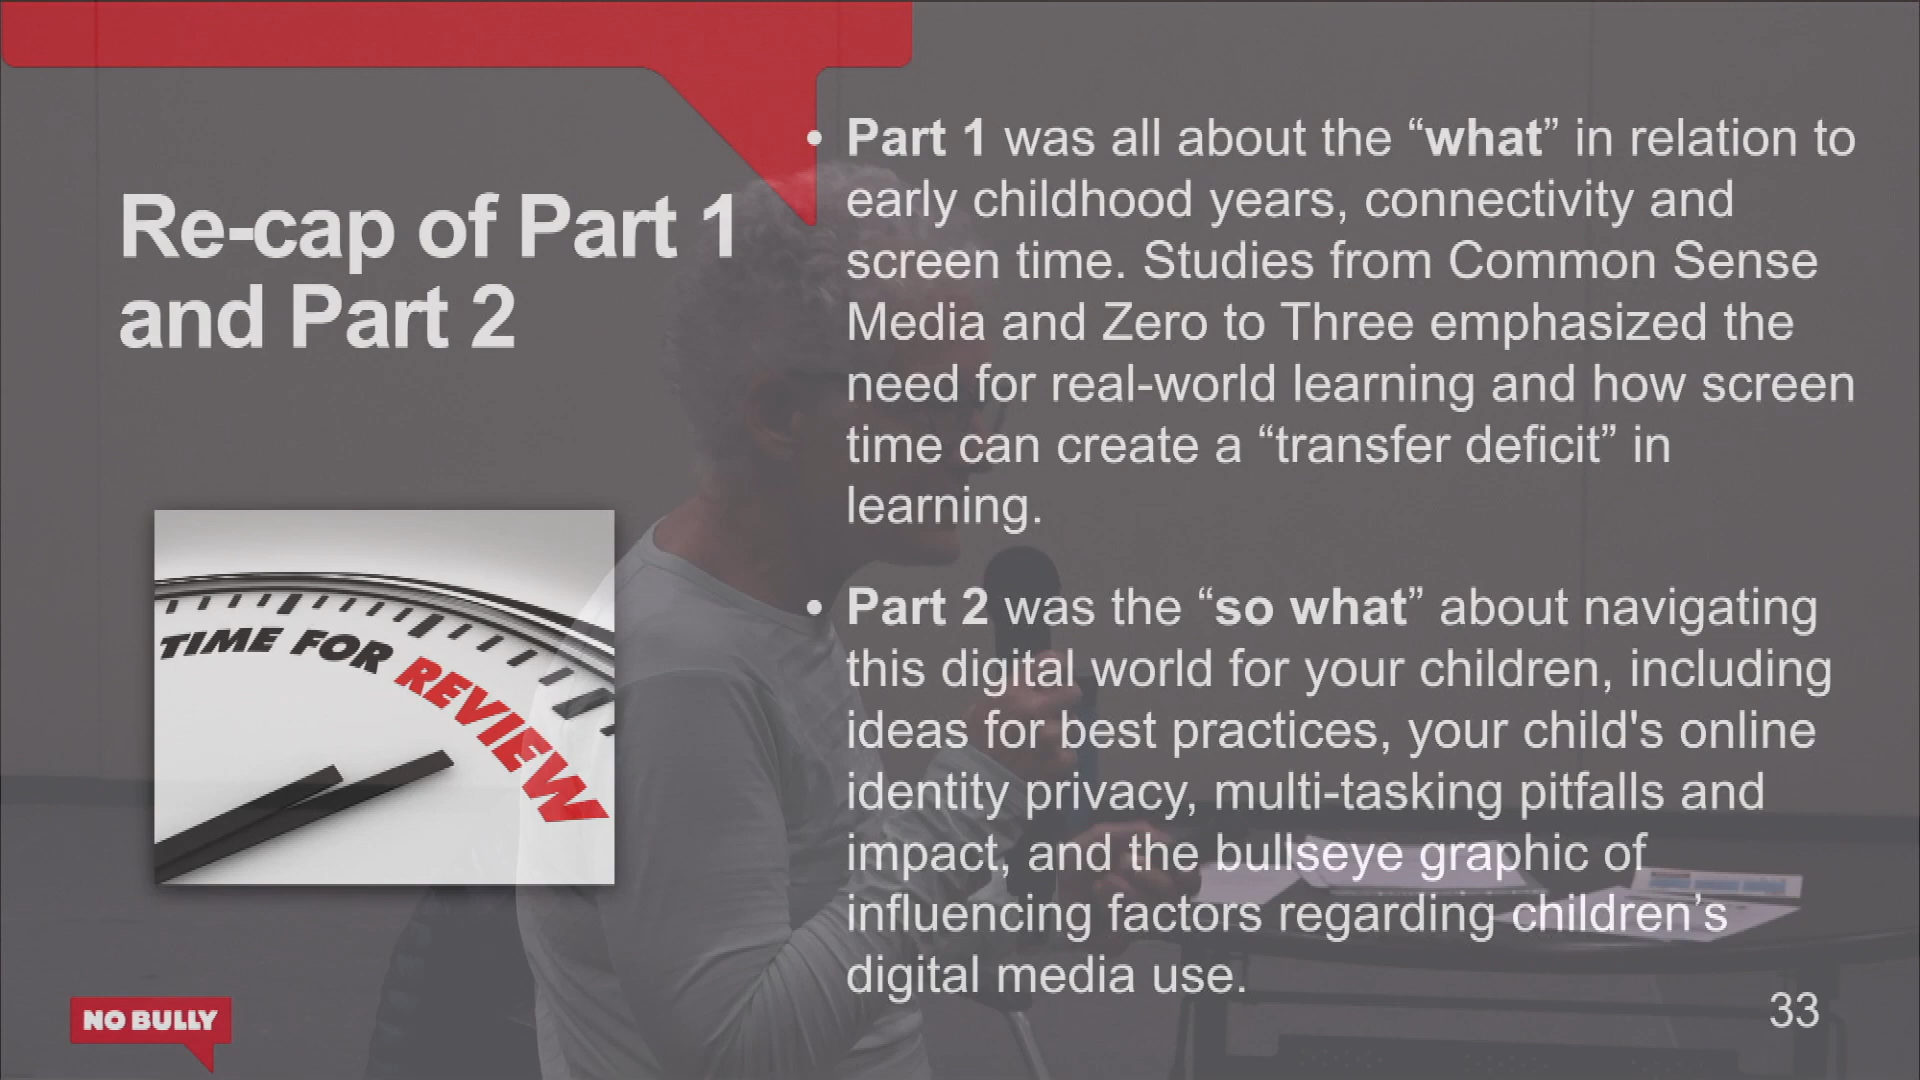 Re-cap of Part 1
and Part 2
• Part 1 was all about the “what” in relation to
early childhood years, connectivity and
screen time. Studies from Common Sense
Media and Zero to Three emphasized the
need for real-world learning and how screen
time can create a “transfer deficit” in
learning.
• Part 2 was the “so what” about navigating
this digital world for your children, including
ideas for best practices, your child's online
identity privacy, multi-tasking pitfalls and
impact, and the bullseye graphic of
influencing factors regarding children’s
digital media use.
TIME FOR REVIEW
NO BULLY
33